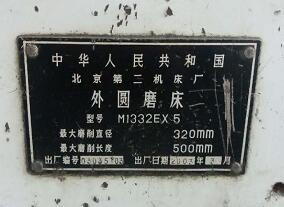 中华人民共和国
北京第二机床厂
外圆磨床
型号 M1332EX5
最大磨削直径 320mm
最大磨削长度 500mm
出厂编号 出厂日期 年 月